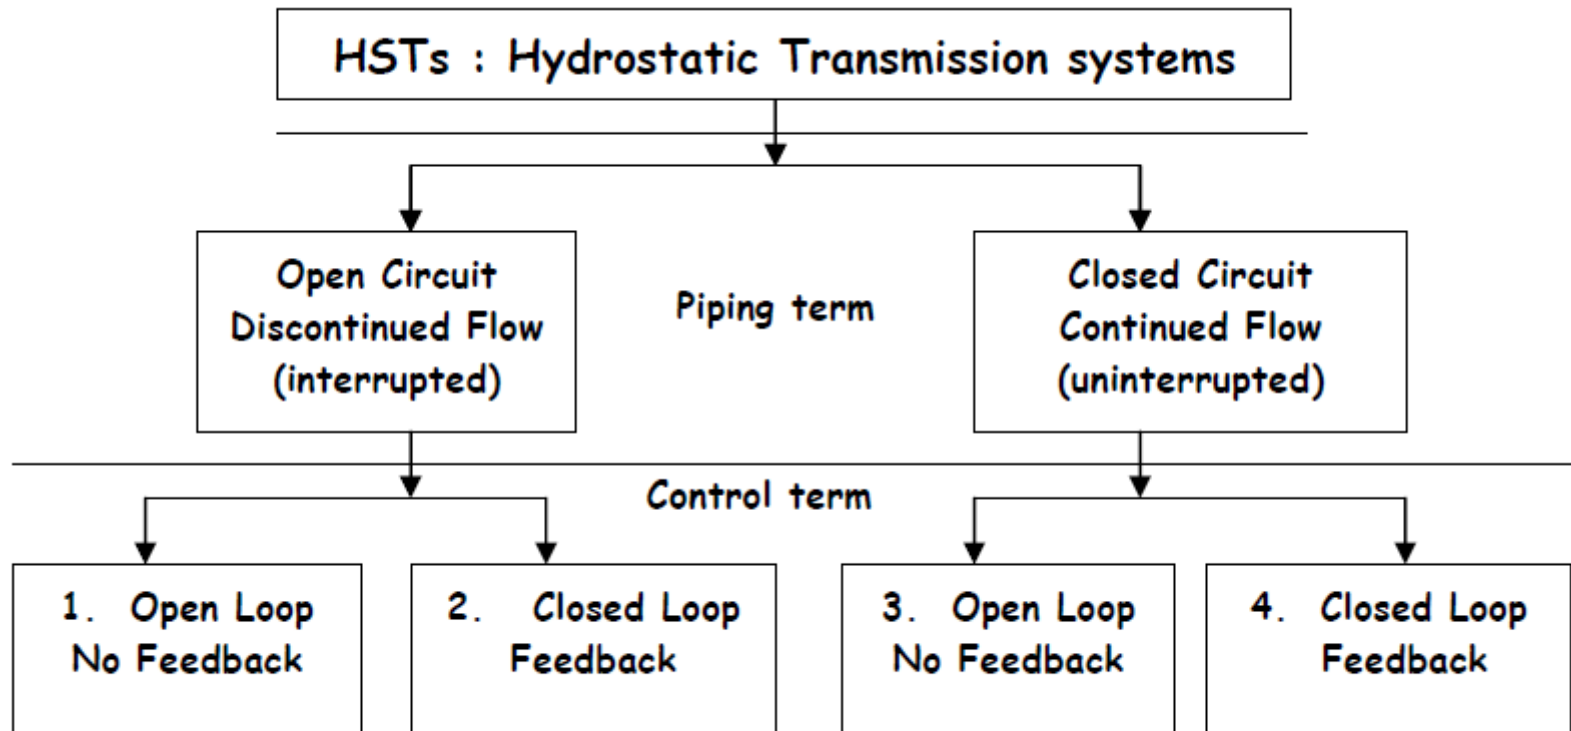 HSTs : Hydrostatic Transmission systems
Open Circuit
Discontinued Flow
(interrupted)
Piping term
Closed Circuit
Continued Flow
(uninterrupted)
Control term
1. Open Loop
No Feedback
2. Closed Loop
Feedback
3. Open Loop
No Feedback
4. Closed Loop
Feedback